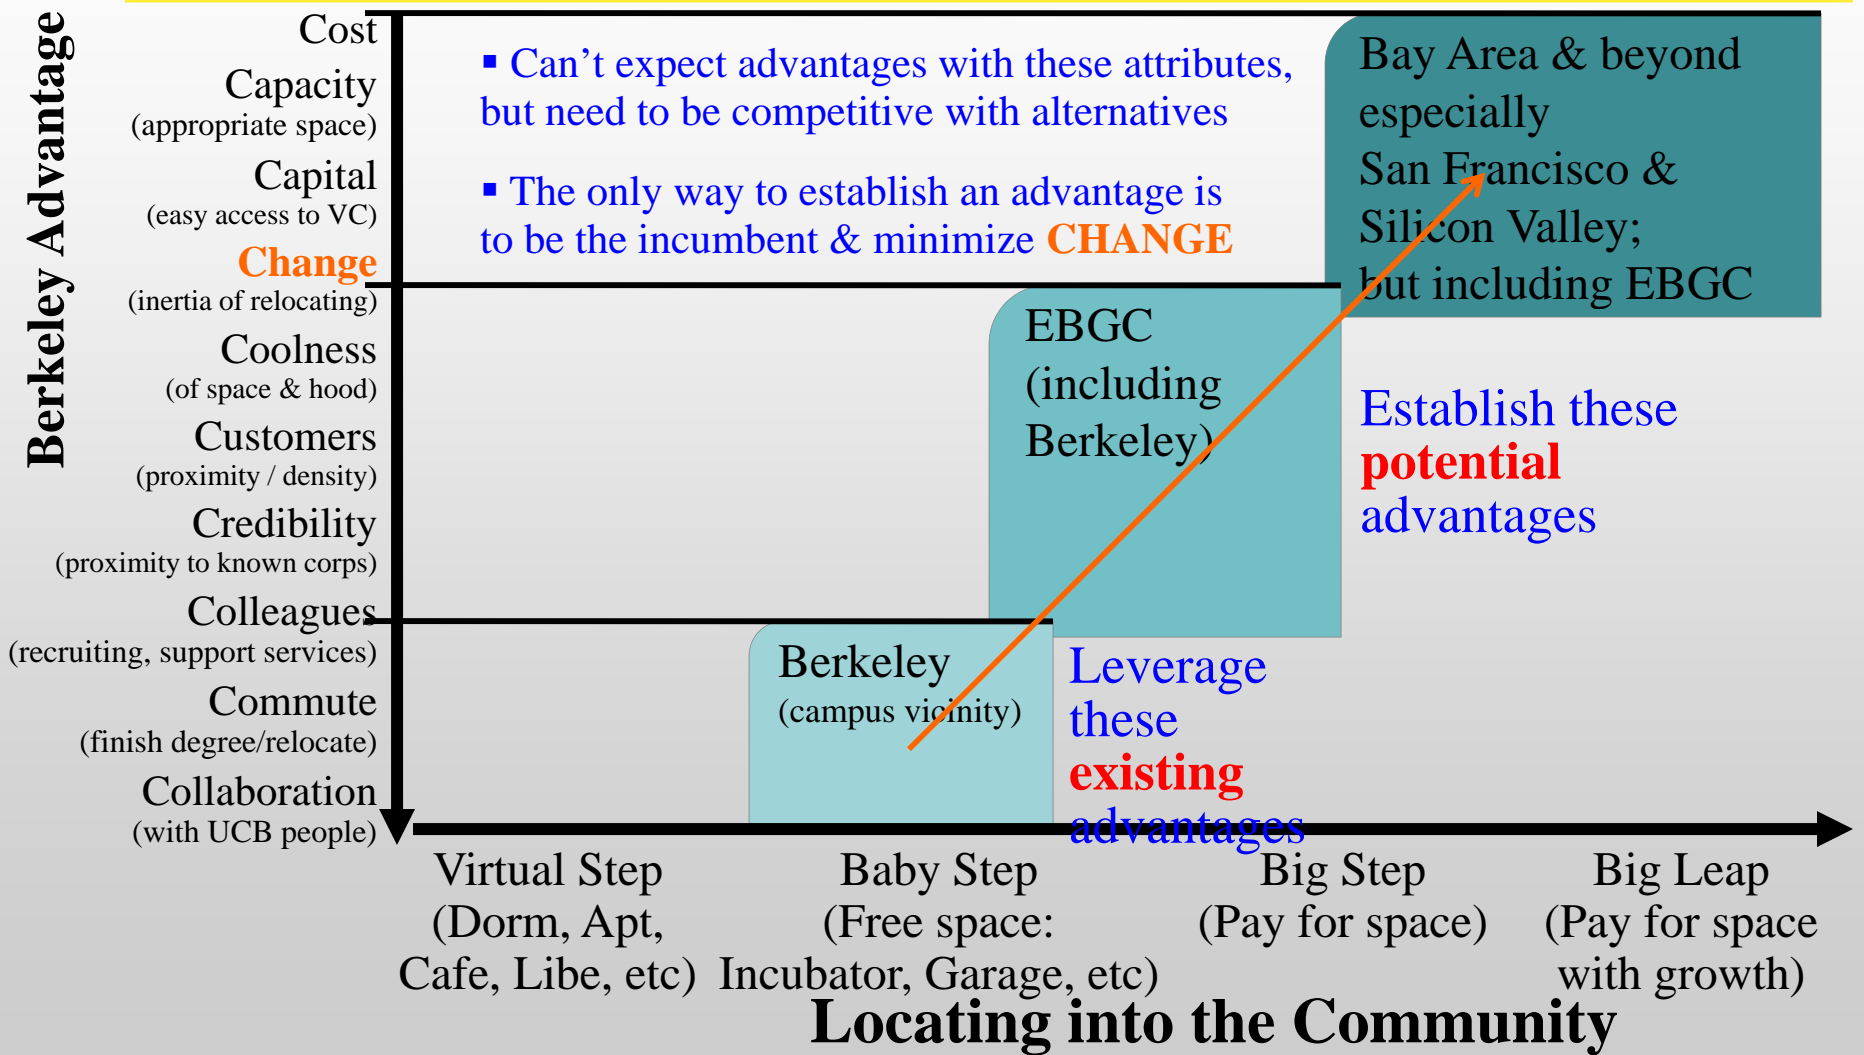 Berkeley Advantage
Cost
Capacity
(appropriate space)
Capital
(easy access to VC)
Change
(inertia of relocating)
Coolness
(of space & hood)
Customers
(proximity / density)
Credibility
(proximity to known corps)
Colleagues
(recruiting, support services)
Commute
(finish degree/relocate)
Collaboration
(with UCB people)
▪ Can’t expect advantages with these attributes,
but need to be competitive with alternatives
▪ The only way to establish an advantage is
to be the incumbent & minimize CHANGE
Bay Area & beyond
especially
San Francisco &
Silicon Valley;
but including EBGC
EBGC
(including
Berkeley)
Establish these
potential
advantages
Berkeley
(campus vicinity)
Leverage
these
existing
advantages
Virtual Step
(Dorm, Apt,
Cafe, Libe, etc)
Baby Step
(Free space:
Incubator, Garage, etc)
Big Step
(Pay for space)
Big Leap
(Pay for space
with growth)
Locating into the Community